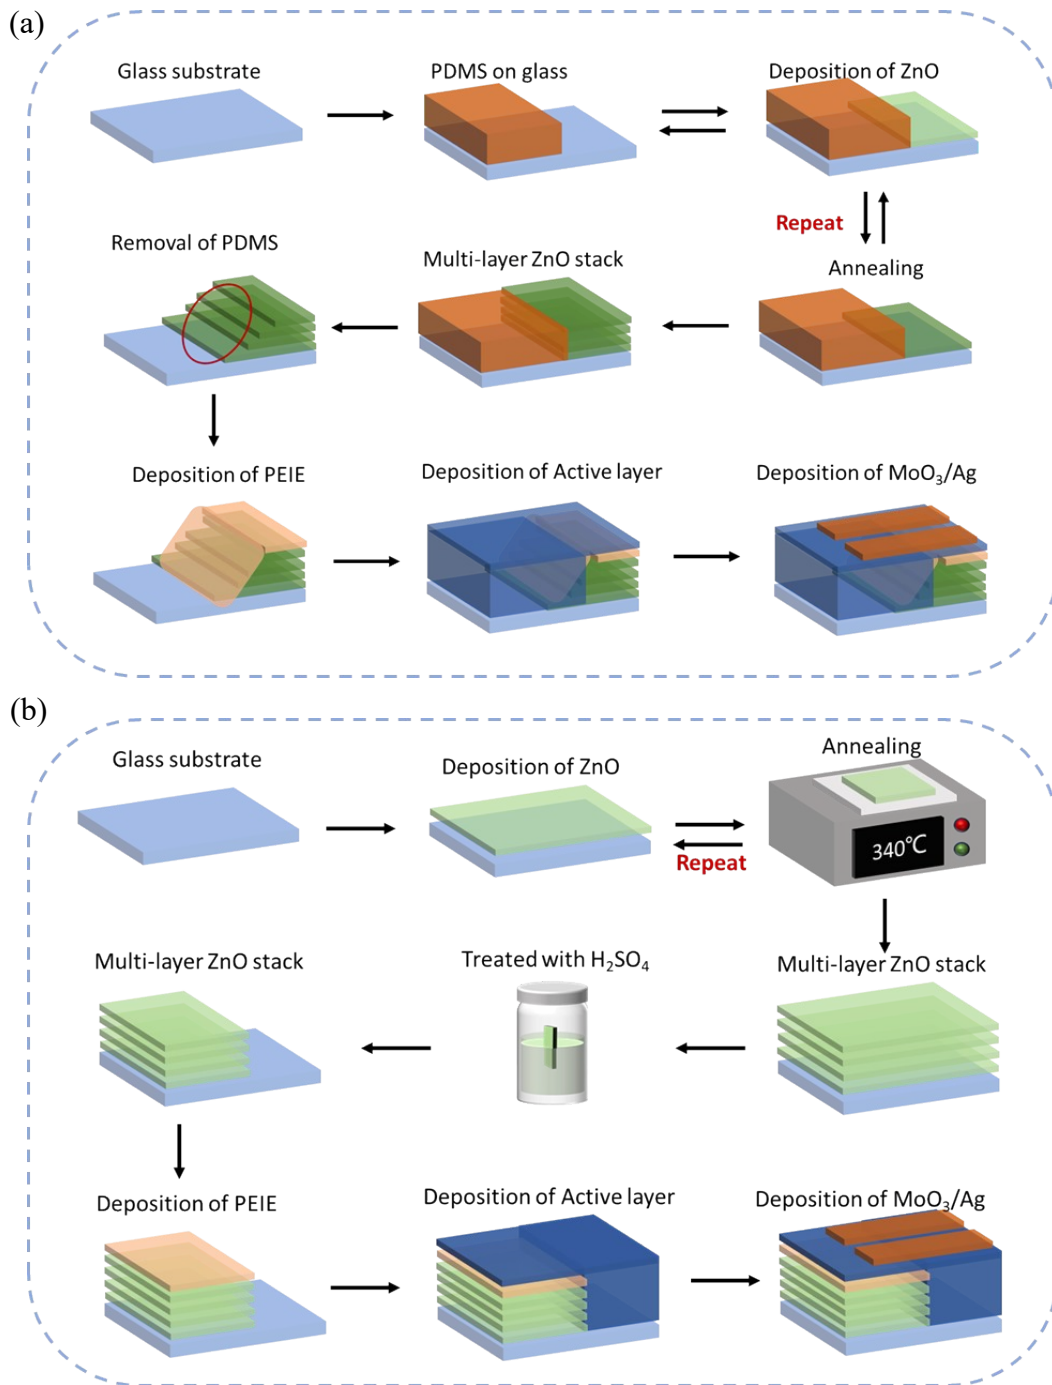 (a)
Glass substrate
PDMS on glass
Deposition of ZnO
Repeat
Removal of PDMS
Multi-layer ZnO stack
Annealing
Deposition of PEIE
Deposition of Active layer
Deposition of MoO₃/Ag
(b)
Glass substrate
Deposition of ZnO
Annealing
340℃
Repeat
Multi-layer ZnO stack
Treated with H₂SO₄
Multi-layer ZnO stack
Deposition of PEIE
Deposition of Active layer
Deposition of MoO₃/Ag